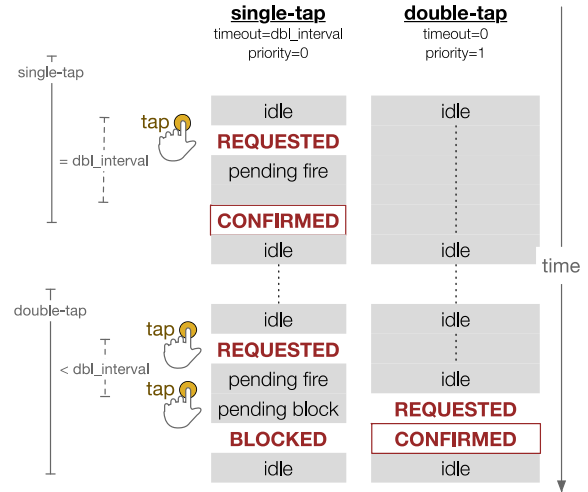 single-tap double-tap
timeout=dbl_interval timeout=0
priority=0 priority=1
single-tap
idle idle
tap
REQUESTED
= dbl_interval pending fire
CONFIRMED
idle idle
time
double-tap
idle idle
tap
REQUESTED
< dbl_interval
pending fire idle
tap
pending block REQUESTED
BLOCKED CONFIRMED
idle idle